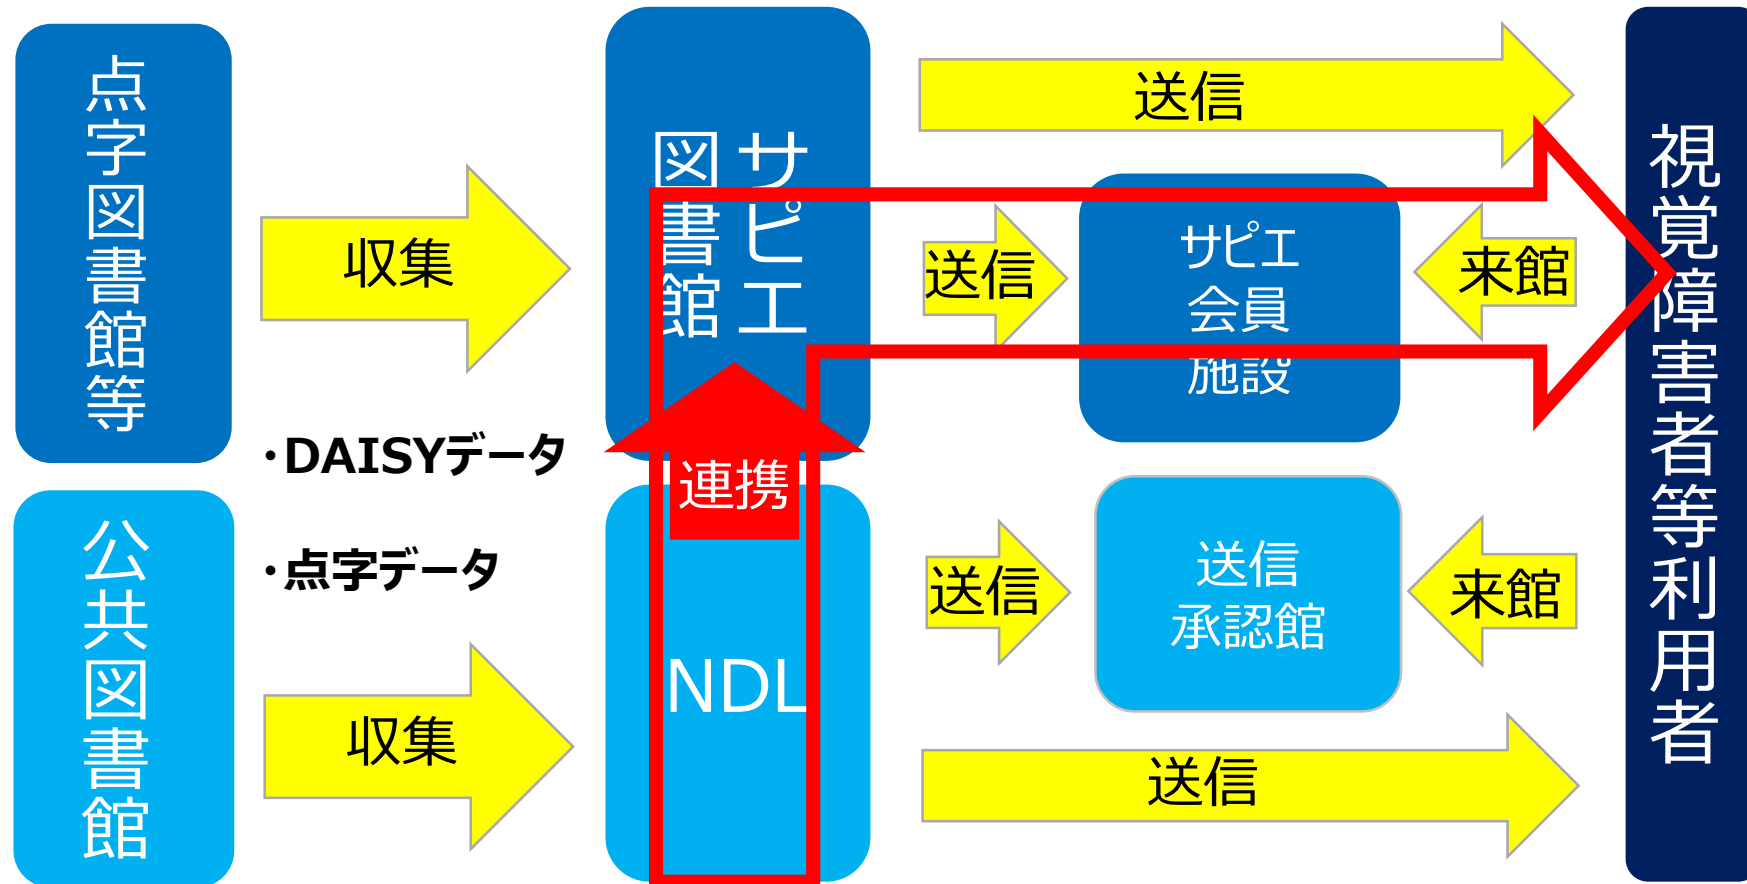 点字図書館等
公共図書館
収集
・DAISYデータ
・点字データ
収集
サピエ
図書館
連携
NDL
送信
送信
サピエ
会員
施設
来館
送信
送信
承認館
来館
送信
視覚障害者等利用者